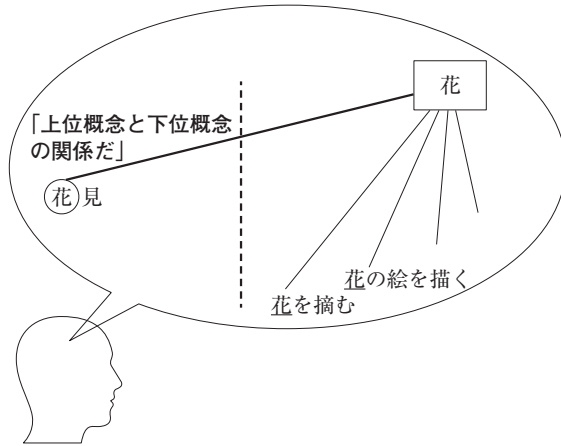 花
「上位概念と下位概念
の関係だ」
花見
花の絵を描く
花を摘む